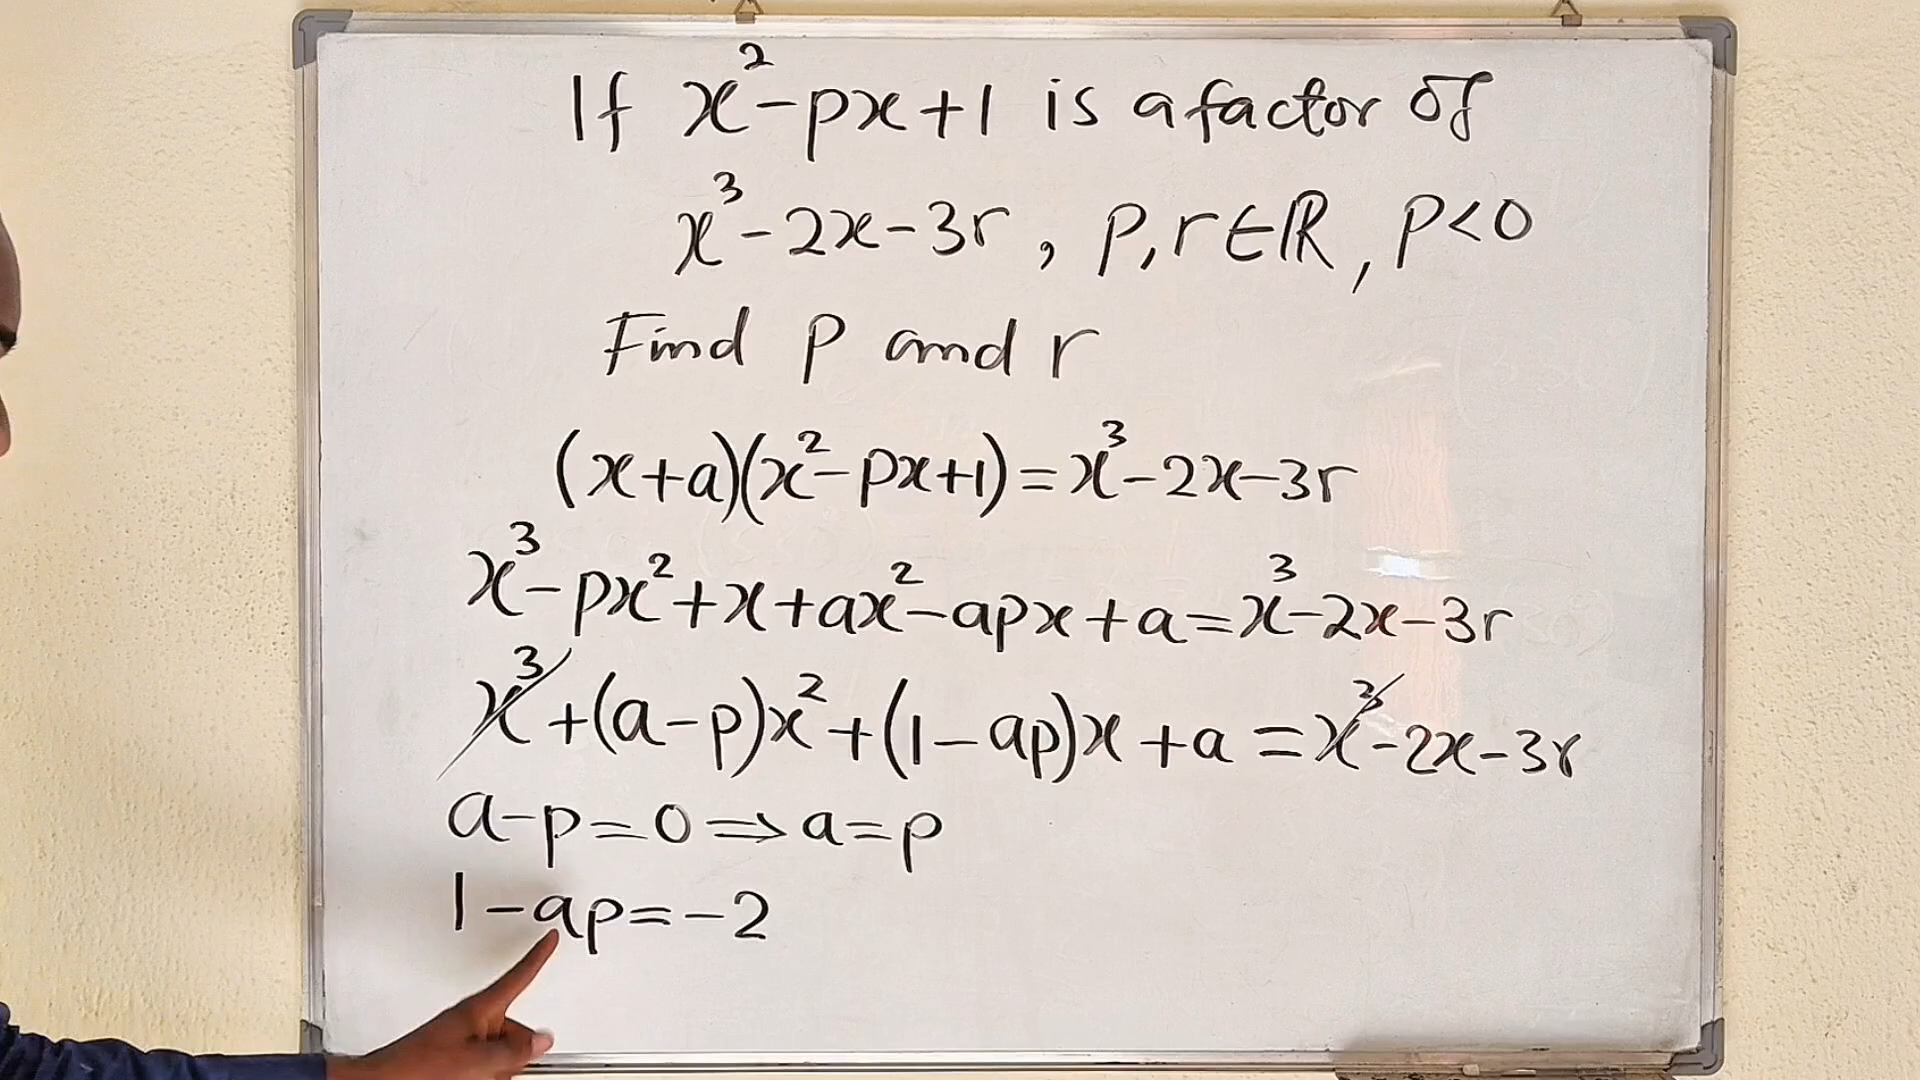 If x² - px + 1 is a factor of
x³ - 2x - 3r , p, r ∈ ℝ, p < 0
Find p and r
(x + a)(x² - px + 1) = x³ - 2x - 3r
x³ - px² + x + ax² - apx + a = x³ - 2x - 3r
x³ + (a - p)x² + (1 - ap)x + a = x³ - 2x - 3r
a - p = 0 ⇒ a = p
1 - ap = -2